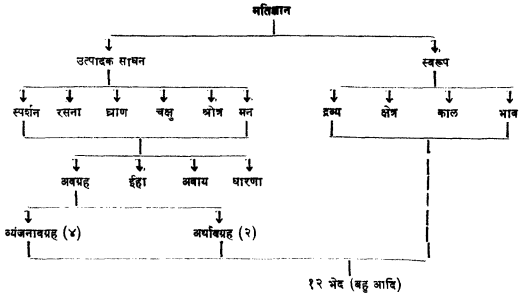 मतिज्ञान
उत्पादक साधन स्वरूप
स्पर्शन रसना घ्राण चक्षु श्रोत्र मन द्रव्य क्षेत्र काल भाव
अवग्रह ईहा अवाय धारणा
व्यंजनावग्रह (४) अर्थावग्रह (२)
१२ भेद (बहु आदि)